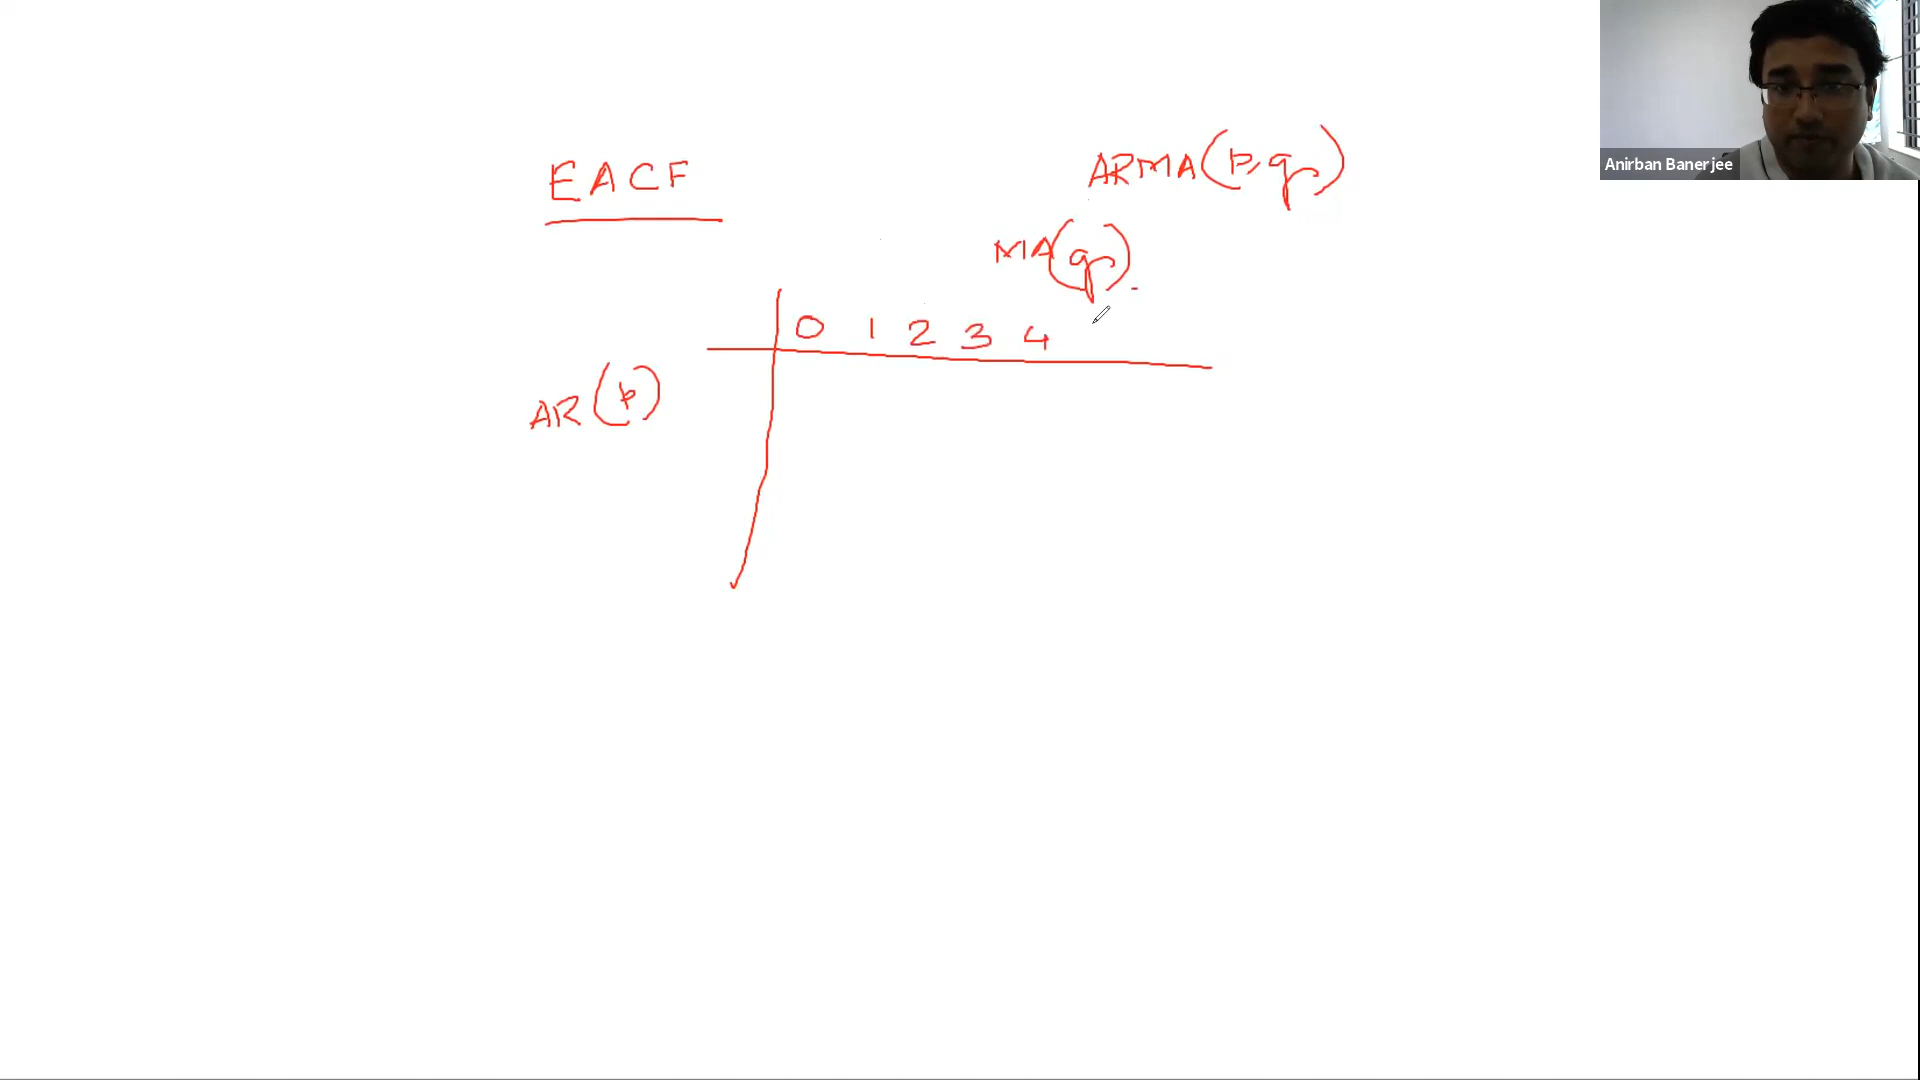 Anirban Banerjee
EACF
ARMA(p,q)
MA(q)
0 1 2 3 4
AR(p)